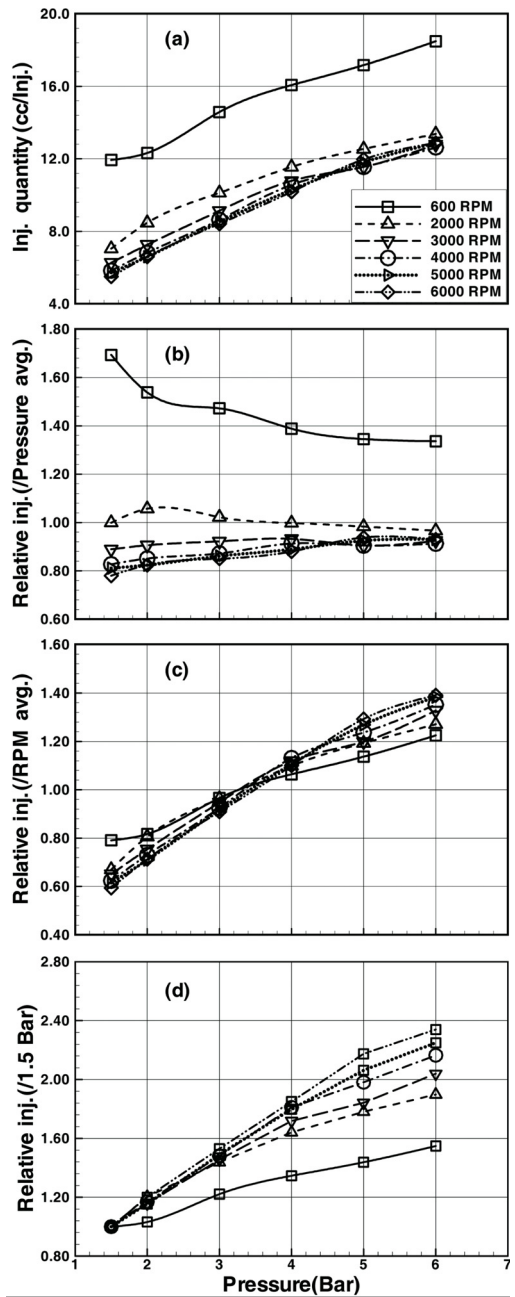 (a)
20.0
16.0
12.0
8.0
4.0
Inj. quantity (cc/Inj.)
600 RPM
2000 RPM
3000 RPM
4000 RPM
5000 RPM
6000 RPM
(b)
1.80
1.60
1.40
1.20
1.00
0.80
0.60
Relative inj.(/Pressure avg.)
(c)
1.60
1.40
1.20
1.00
0.80
0.60
0.40
Relative inj.(/RPM avg.)
(d)
2.80
2.40
2.00
1.60
1.20
0.80
Relative inj.(/1.5 Bar)
1 2 3 4 5 6 7
Pressure(Bar)